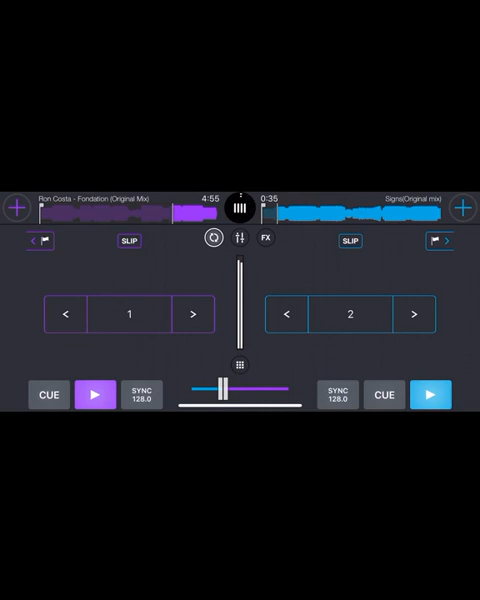 Ron Costa - Fondation (Original Mix) 4:55
0:35 Signs(Original mix)
SLIP FX SLIP
< 1 >
< 2 >
CUE SYNC 128.0
SYNC 128.0 CUE